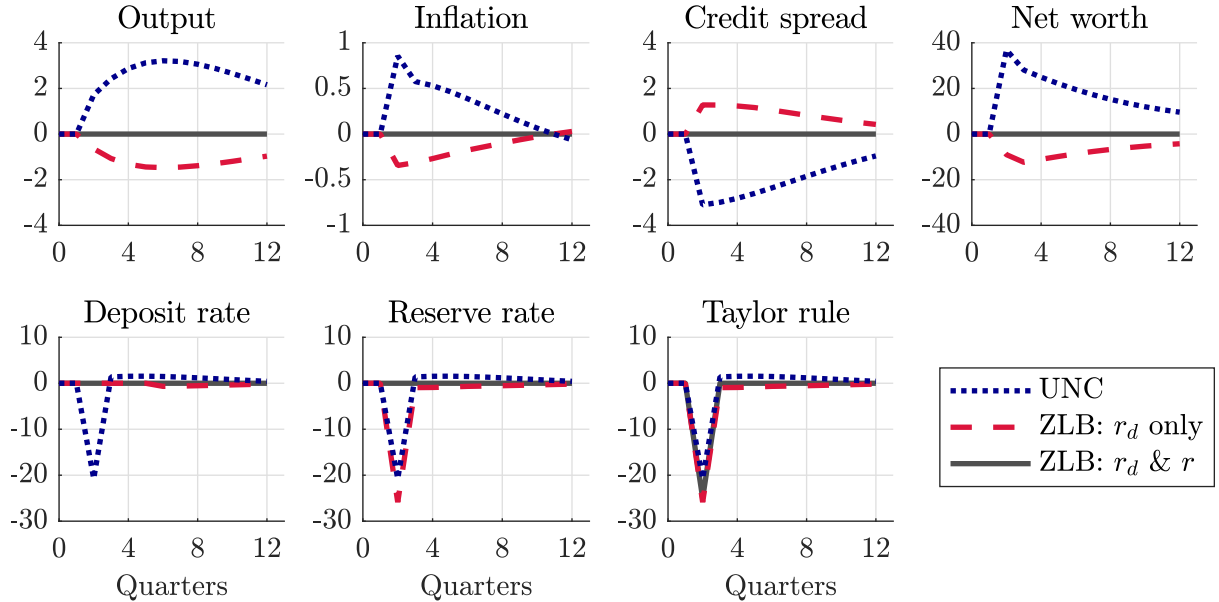 Output
Inflation
Credit spread
Net worth
4
2
0
-2
-4
0 4 8 12
1
0.5
0
-0.5
-1
0 4 8 12
4
2
0
-2
-4
0 4 8 12
40
20
0
-20
-40
0 4 8 12
Deposit rate
Reserve rate
Taylor rule
10
0
-10
-20
-30
0 4 8 12
Quarters
10
0
-10
-20
-30
0 4 8 12
Quarters
10
0
-10
-20
-30
0 4 8 12
Quarters
UNC
ZLB: r_d only
ZLB: r_d & r